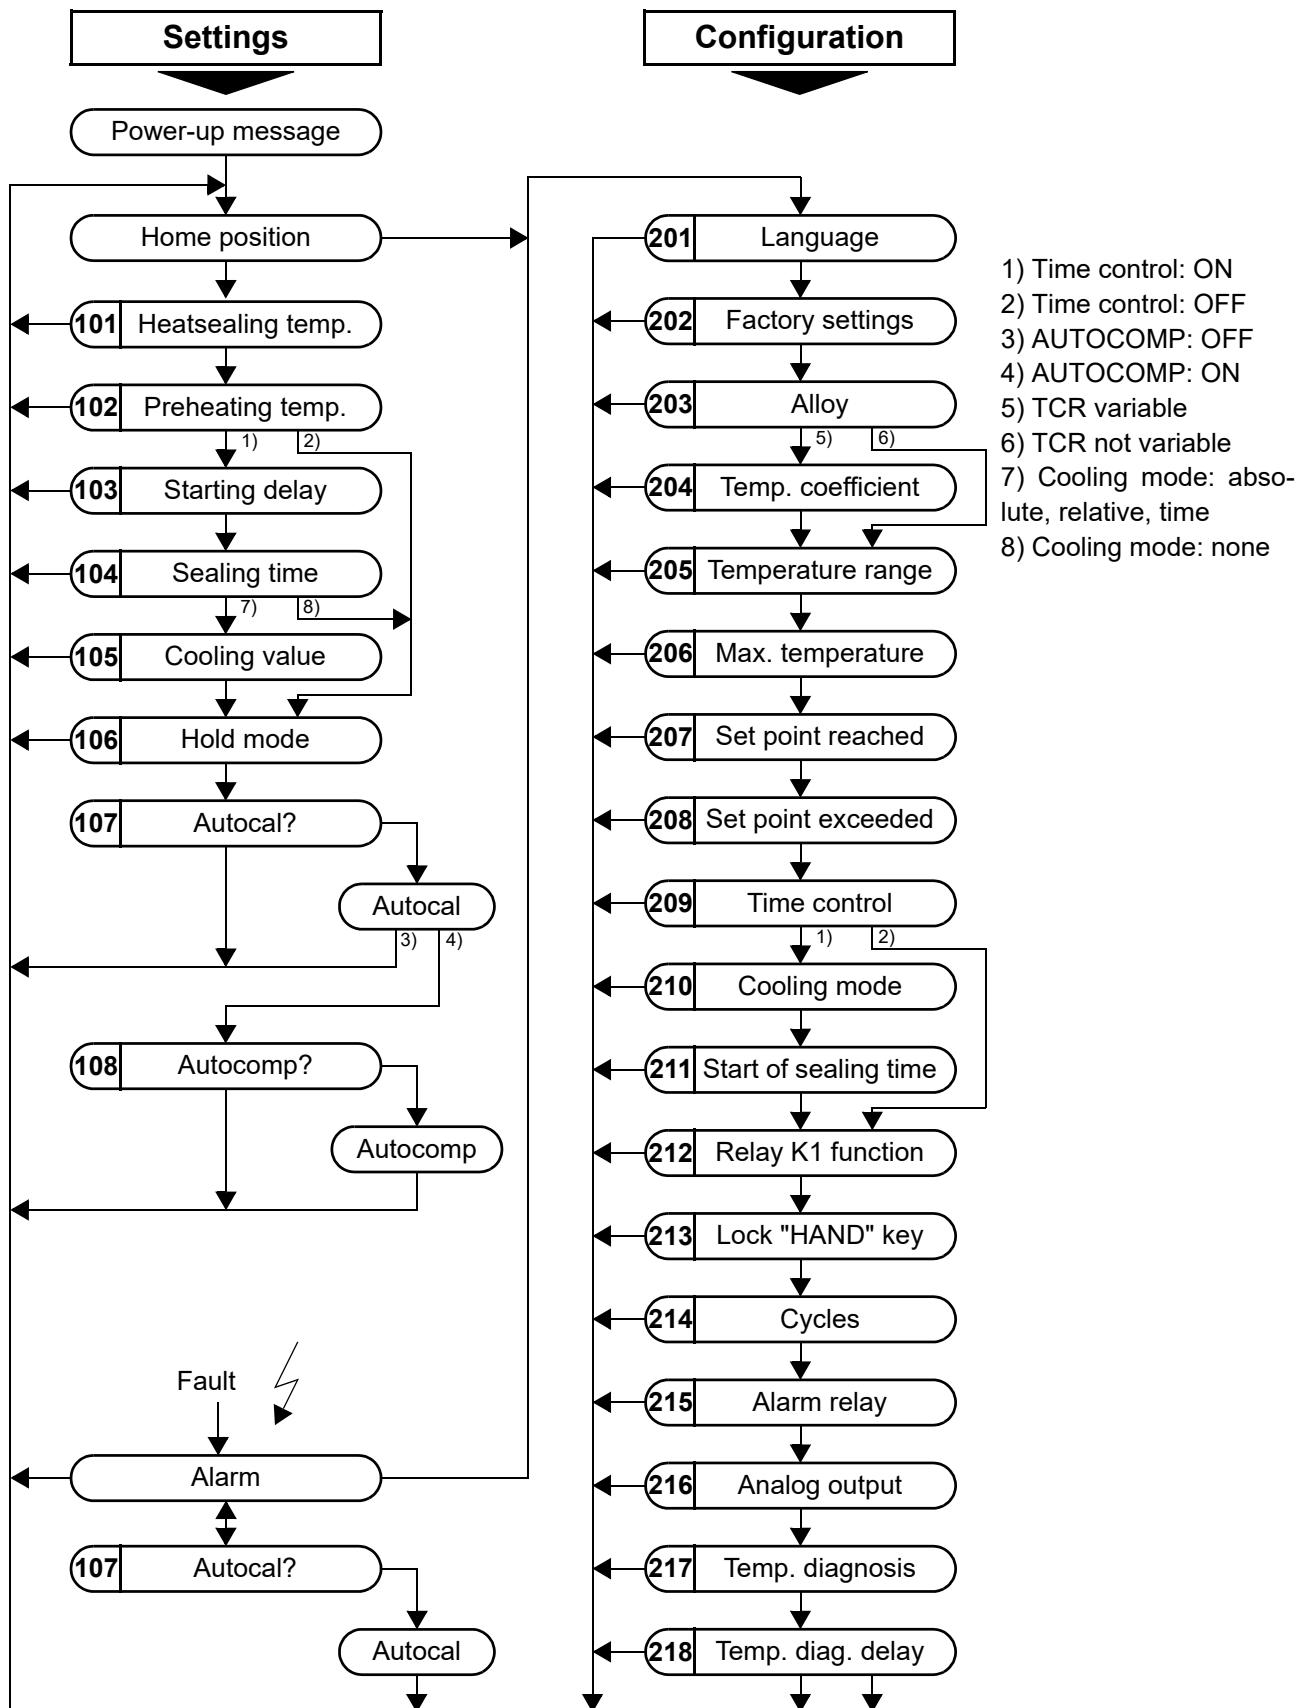 Settings
Power-up message
Home position
101 Heatsealing temp.
102 Preheating temp.
1) 2)
103 Starting delay
104 Sealing time
7) 8)
105 Cooling value
106 Hold mode
107 Autocal?
Autocal
3) 4)
108 Autocomp?
Autocomp
Fault
Alarm
107 Autocal?
Autocal
Configuration
201 Language
202 Factory settings
203 Alloy
5) 6)
204 Temp. coefficient
205 Temperature range
206 Max. temperature
207 Set point reached
208 Set point exceeded
209 Time control
1) 2)
210 Cooling mode
211 Start of sealing time
212 Relay K1 function
213 Lock "HAND" key
214 Cycles
215 Alarm relay
216 Analog output
217 Temp. diagnosis
218 Temp. diag. delay
1) Time control: ON
2) Time control: OFF
3) AUTOCOMP: OFF
4) AUTOCOMP: ON
5) TCR variable
6) TCR not variable
7) Cooling mode: abso-
lute, relative, time
8) Cooling mode: none